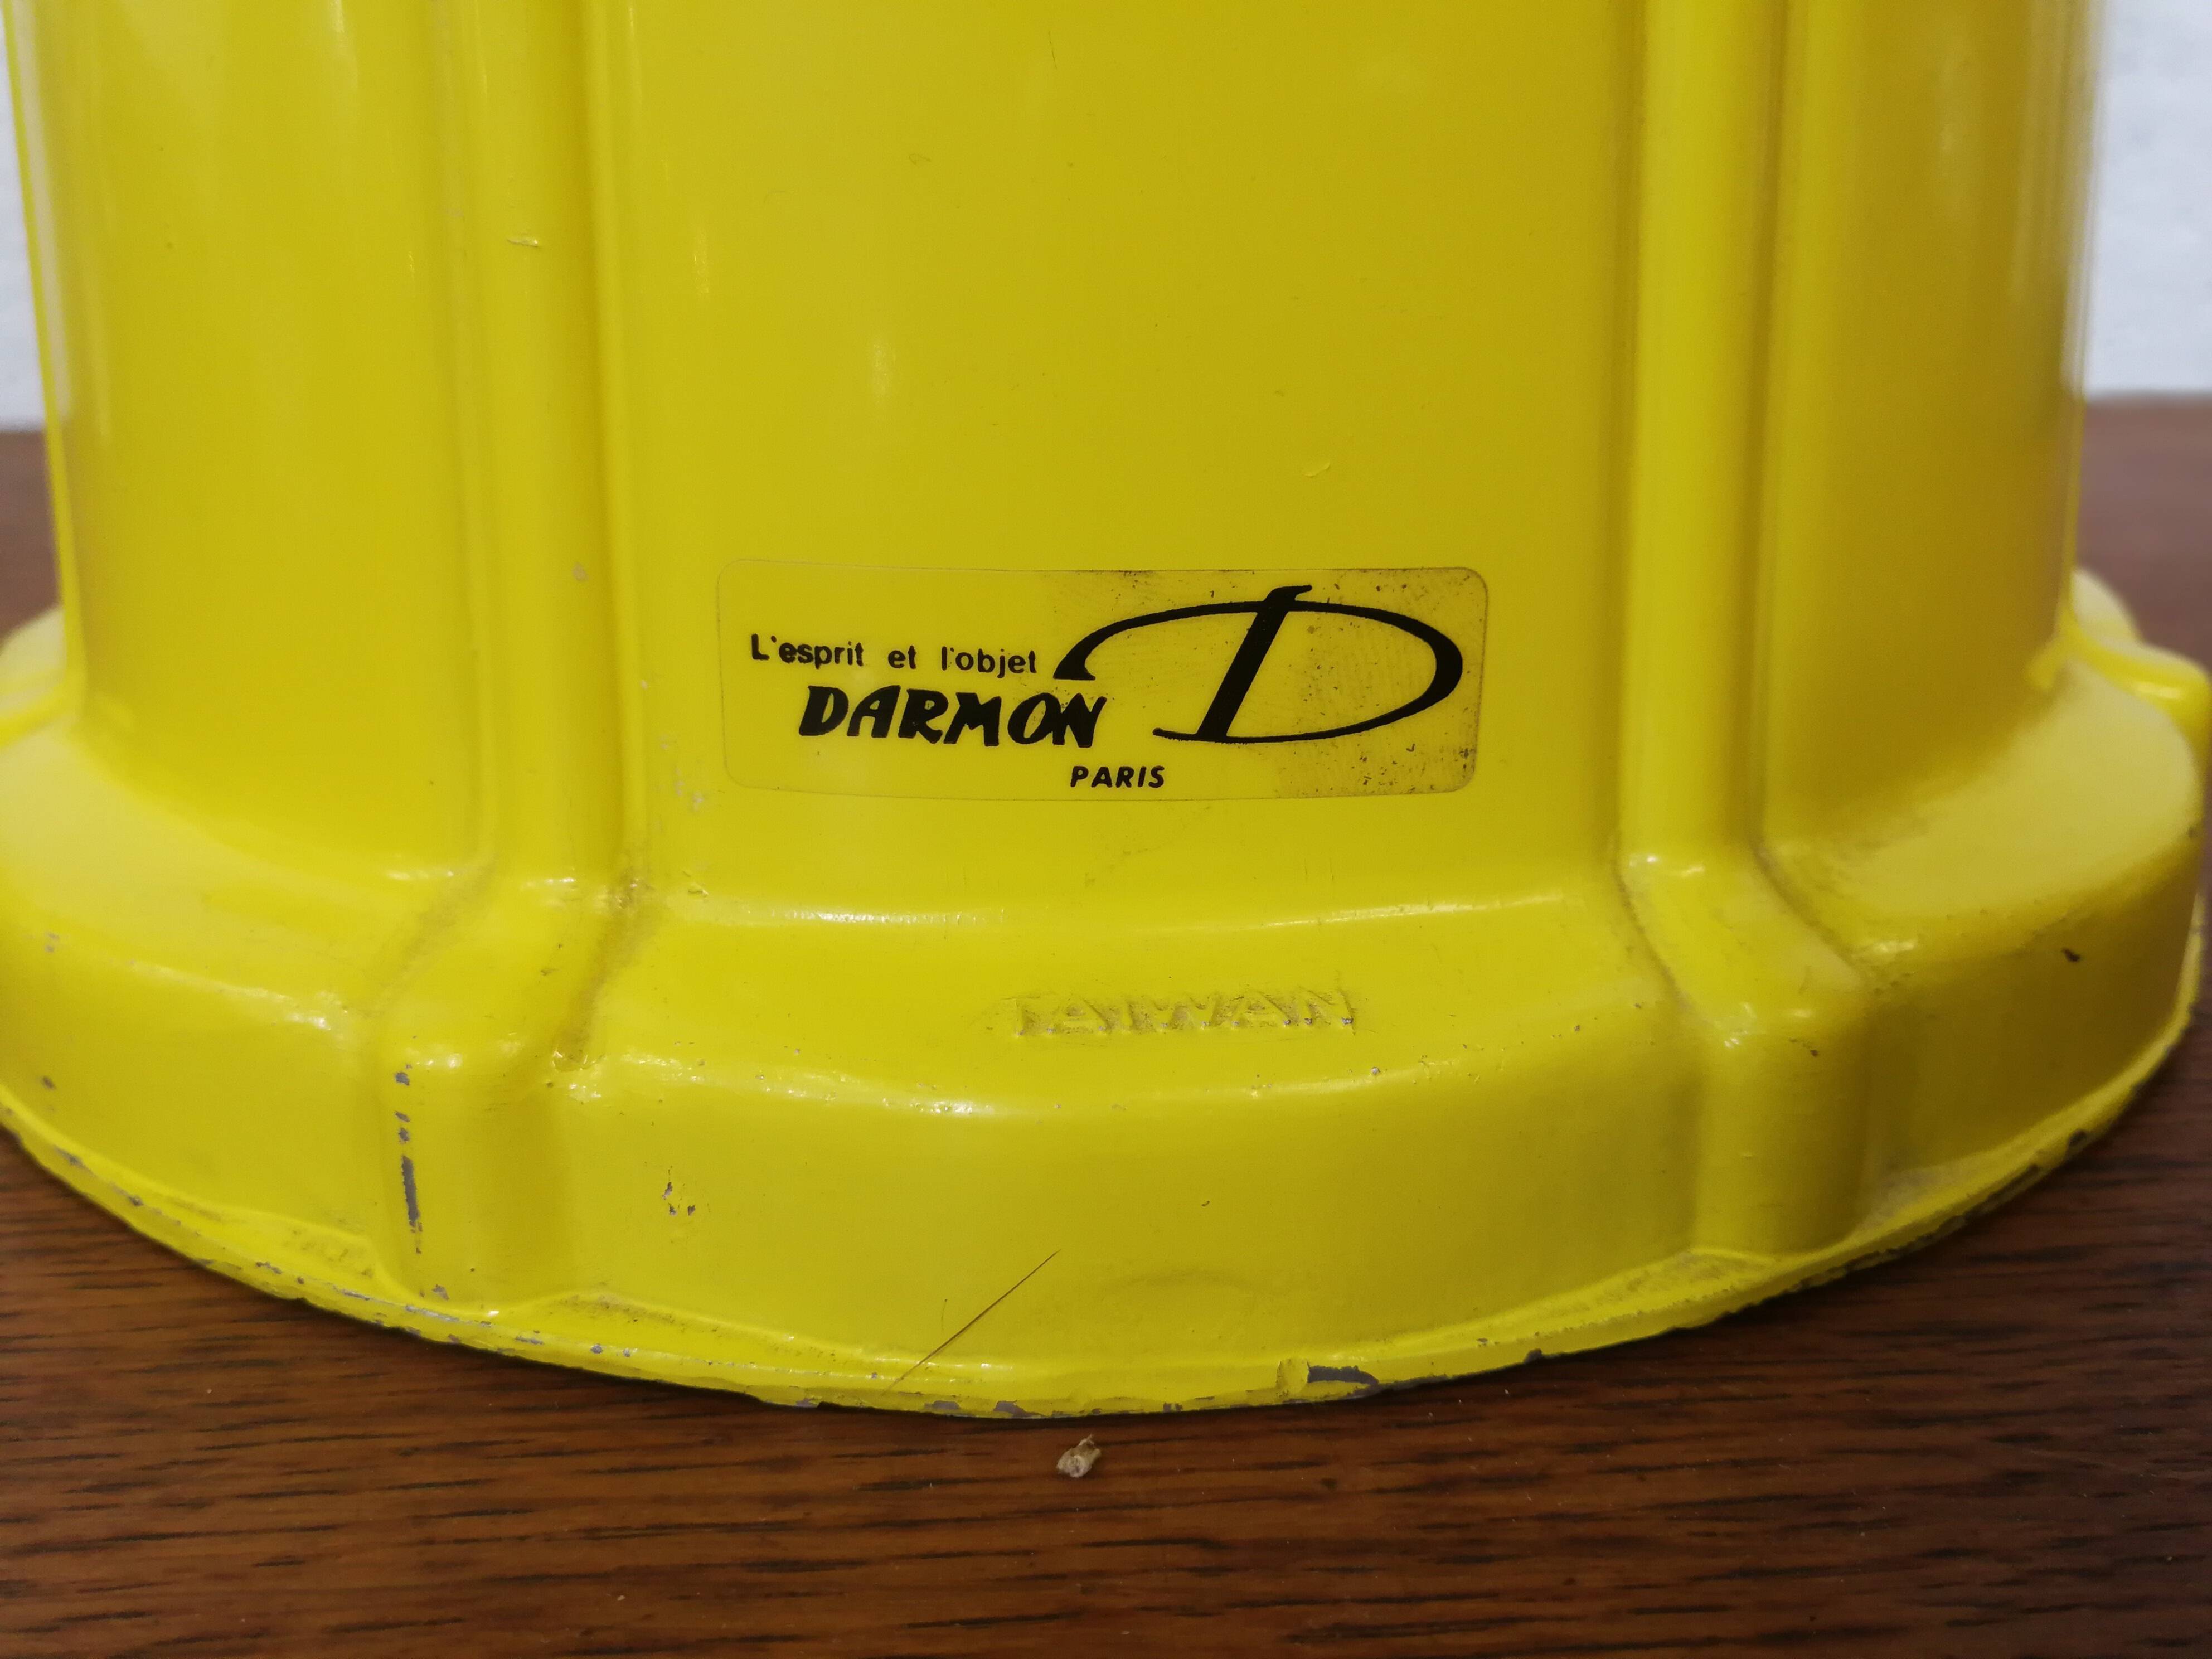 L'esprit et l'objet
D
DARMON
PARIS
TAIWAN